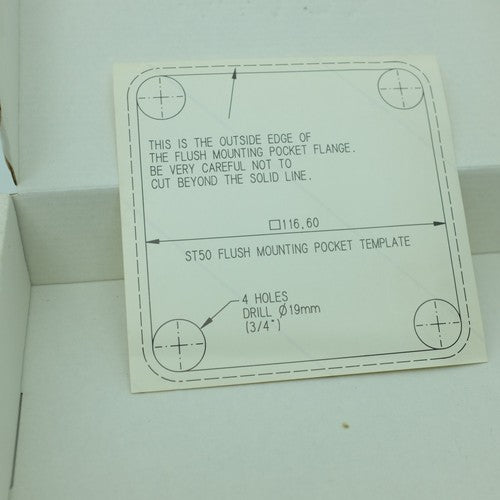 THIS IS THE OUTSIDE EDGE OF
THE FLUSH MOUNTING POCKET FLANGE.
BE VERY CAREFUL NOT TO
CUT BEYOND THE SOLID LINE.
□116,60
ST50 FLUSH MOUNTING POCKET TEMPLATE
4 HOLES
DRILL Ø19mm
(3/4")